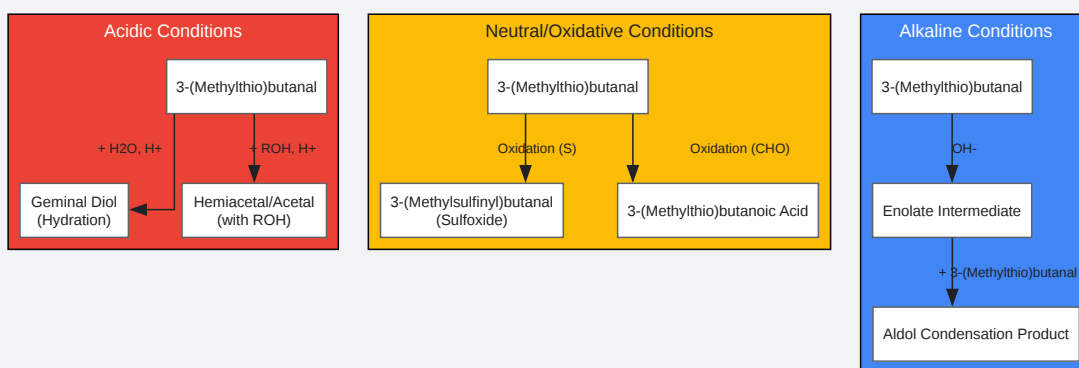 Acidic Conditions
3-(Methylthio)butanal
+ H2O, H+
+ ROH, H+
Geminal Diol
(Hydration)
Hemiacetal/Acetal
(with ROH)
Neutral/Oxidative Conditions
3-(Methylthio)butanal
Oxidation (S)
Oxidation (CHO)
3-(Methylsulfinyl)butanal
(Sulfoxide)
3-(Methylthio)butanoic Acid
Alkaline Conditions
3-(Methylthio)butanal
OH-
Enolate Intermediate
+ 3-(Methylthio)butanal
Aldol Condensation Product